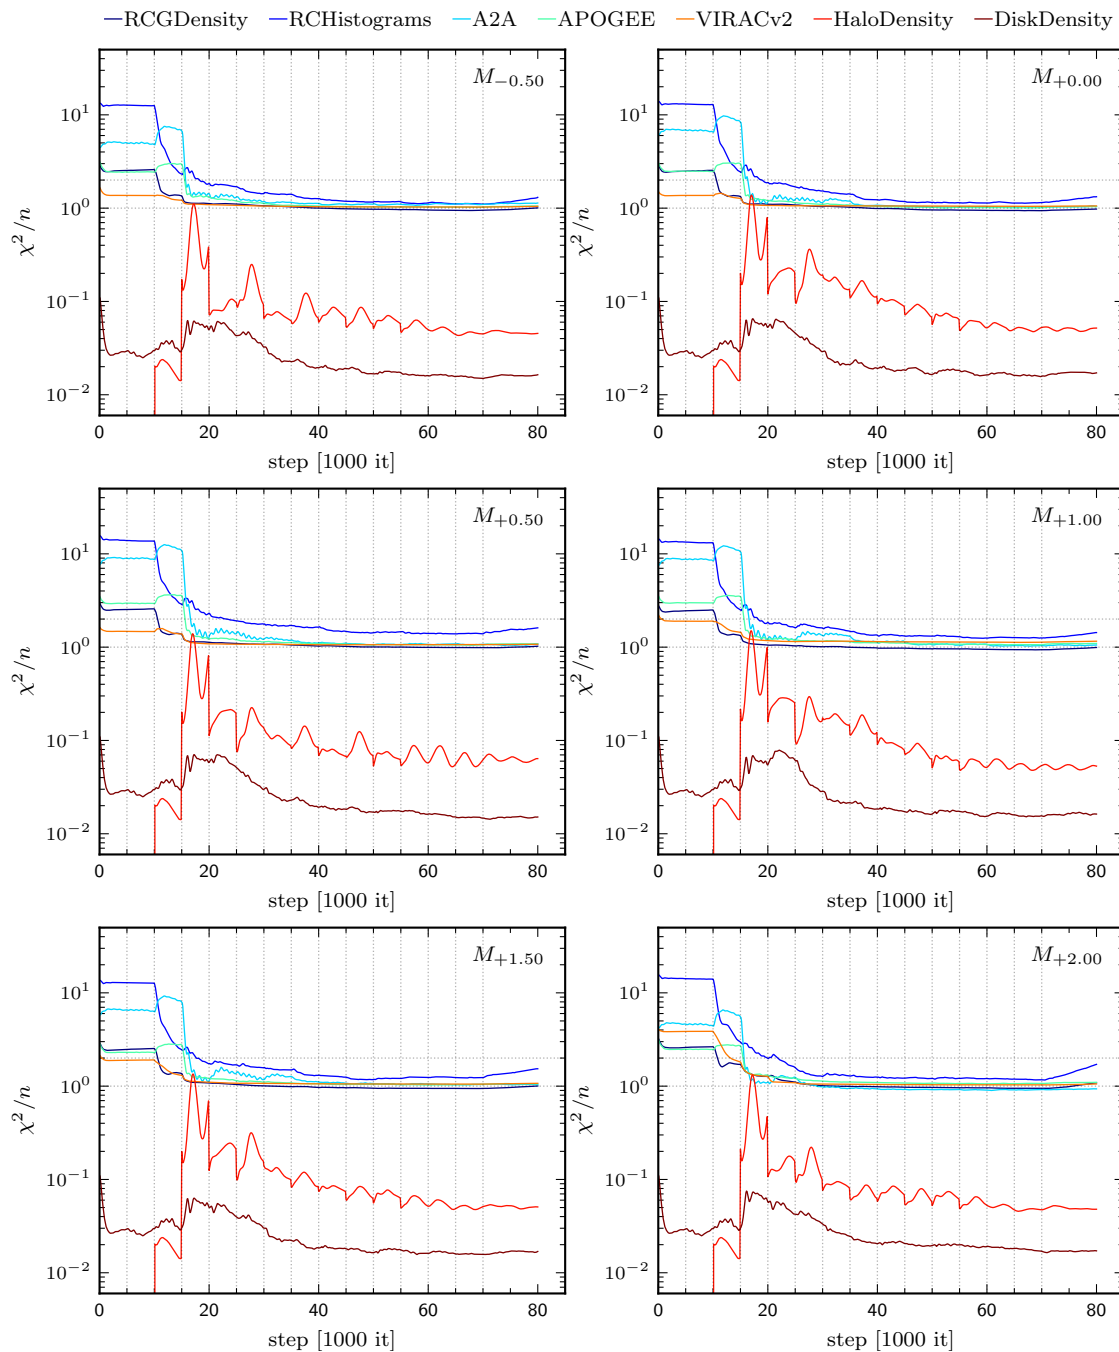 RCGDensity RCHistograms A2A APOGEE VIRACv2 HaloDensity DiskDensity
M−0.50
χ²/n
10¹
10⁰
10⁻¹
10⁻²
0 20 40 60 80
step [1000 it]
M+0.00
χ²/n
10¹
10⁰
10⁻¹
10⁻²
0 20 40 60 80
step [1000 it]
M+0.50
χ²/n
10¹
10⁰
10⁻¹
10⁻²
0 20 40 60 80
step [1000 it]
M+1.00
χ²/n
10¹
10⁰
10⁻¹
10⁻²
0 20 40 60 80
step [1000 it]
M+1.50
χ²/n
10¹
10⁰
10⁻¹
10⁻²
0 20 40 60 80
step [1000 it]
M+2.00
χ²/n
10¹
10⁰
10⁻¹
10⁻²
0 20 40 60 80
step [1000 it]